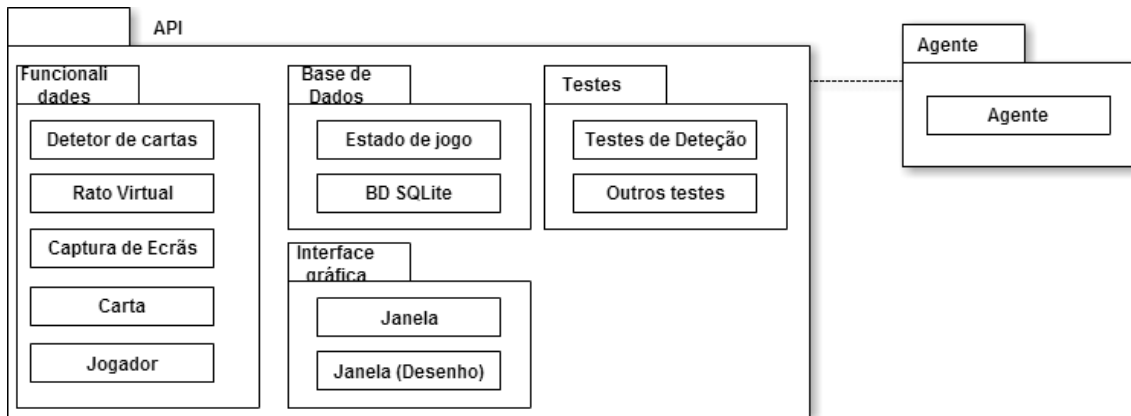 API
Agente
Agente
Funcionali
dades
Detetor de cartas
Rato Virtual
Captura de Ecrãs
Carta
Jogador
Base de
Dados
Estado de jogo
BD SQLite
Interface
gráfica
Janela
Janela (Desenho)
Testes
Testes de Deteção
Outros testes